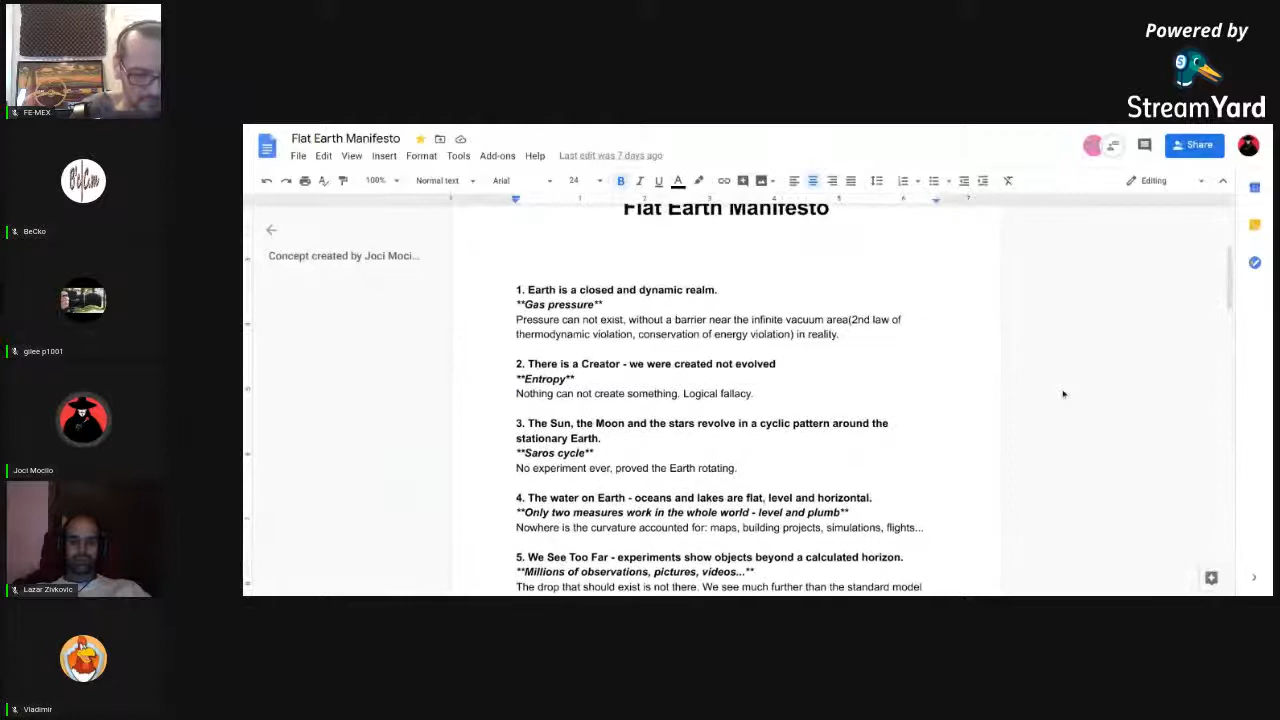 Powered by
StreamYard
FE-MEX
BeCko
gilee p1001
Joci Mocilo
Lazar Zivkovic
Vladimir
Flat Earth Manifesto
File Edit View Insert Format Tools Add-ons Help Last edit was 7 days ago
Share
100% Normal text Arial 24 B I U A Editing
1 1 2 3 4 5 6 7
Concept created by Joci Moci...
Flat Earth Manifesto
1. Earth is a closed and dynamic realm.
**Gas pressure**
Pressure can not exist, without a barrier near the infinite vacuum area(2nd law of
thermodynamic violation, conservation of energy violation) in reality.
2. There is a Creator - we were created not evolved
**Entropy**
Nothing can not create something. Logical fallacy.
3. The Sun, the Moon and the stars revolve in a cyclic pattern around the
stationary Earth.
**Saros cycle**
No experiment ever, proved the Earth rotating.
4. The water on Earth - oceans and lakes are flat, level and horizontal.
**Only two measures work in the whole world - level and plumb**
Nowhere is the curvature accounted for: maps, building projects, simulations, flights...
5. We See Too Far - experiments show objects beyond a calculated horizon.
**Millions of observations, pictures, videos...**
The drop that should exist is not there. We see much further than the standard model